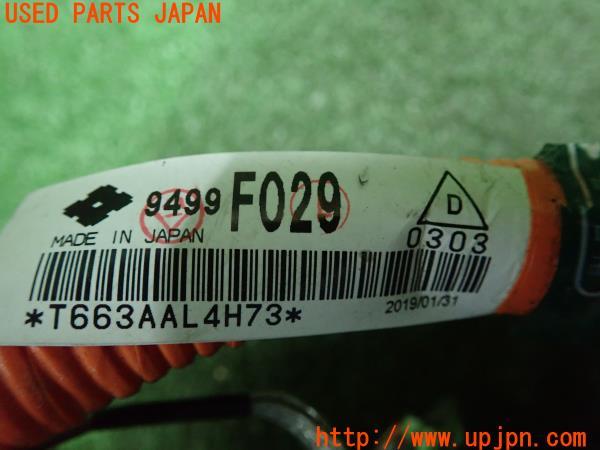 USED PARTS JAPAN
9499 F029
D
0303
MADE IN JAPAN
*T663AAL4H73*
2019/01/31
http://www.upjpn.com/